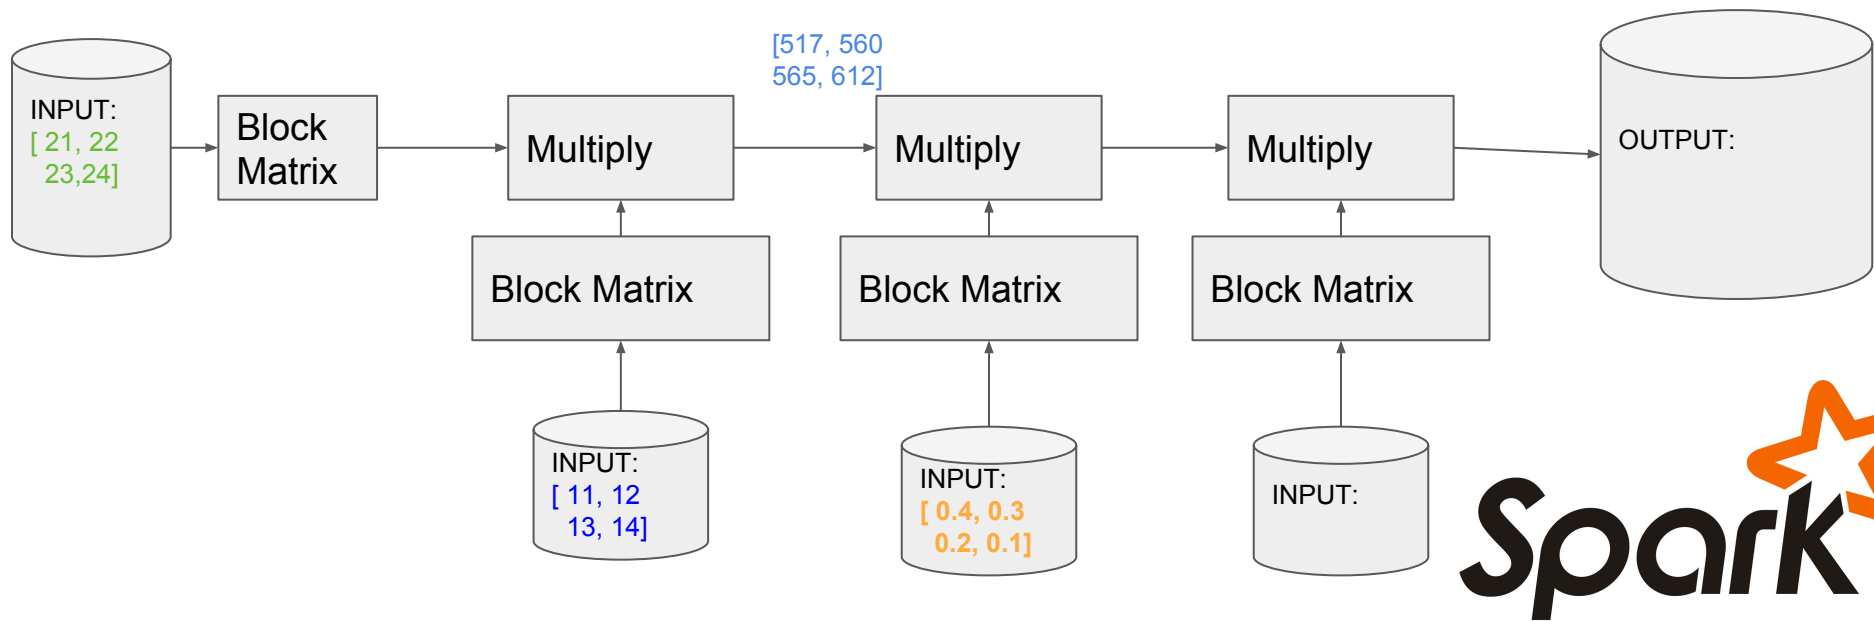 [517, 560
565, 612]
INPUT:
[ 21, 22
23,24]
Block
Matrix
Multiply
Multiply
Multiply
OUTPUT:
Block Matrix
Block Matrix
Block Matrix
INPUT:
[ 11, 12
13, 14]
INPUT:
[ 0.4, 0.3
0.2, 0.1]
INPUT:
Spark